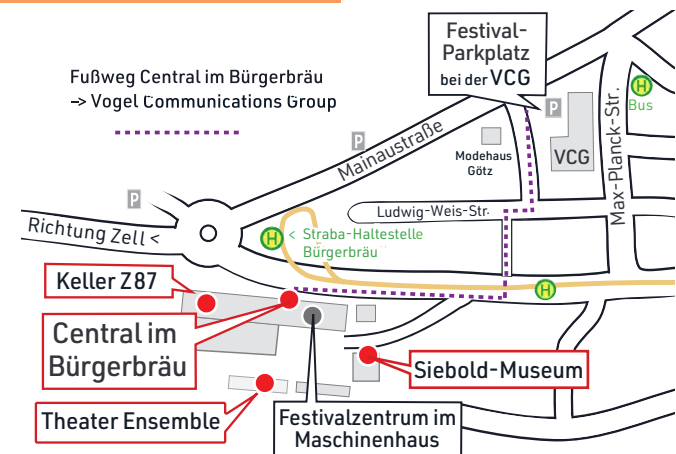 Festival-
Parkplatz
bei der VCG
Fußweg Central im Bürgerbräu
-> Vogel Communications Group
P
H
Bus
P
Mainaustraße
P
Modehaus
Götz
VCG
Max-Planck-Str.
P
Ludwig-Weis-Str.
Richtung Zell <
H
< Straba-Haltestelle
Bürgerbräu
Keller Z87
H
Central im
Bürgerbräu
Siebold-Museum
Theater Ensemble
Festivalzentrum im
Maschinenhaus